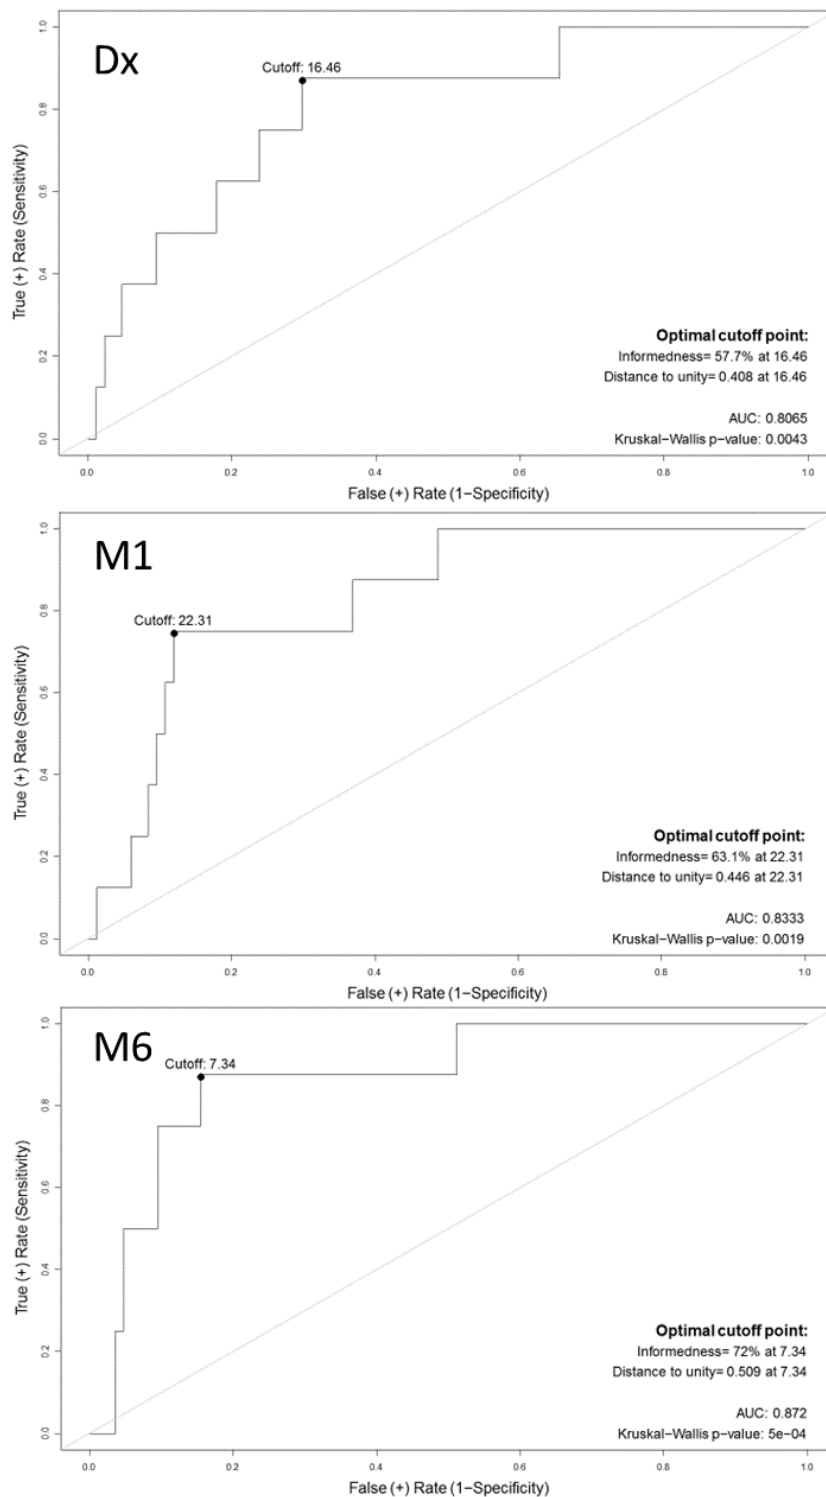 Dx
Cutoff: 16.46
True (+) Rate (Sensitivity)
1.0
0.8
0.6
0.4
0.2
0.0
Optimal cutoff point:
Informedness= 57.7% at 16.46
Distance to unity= 0.408 at 16.46
AUC: 0.8065
Kruskal−Wallis p−value: 0.0043
0.0 0.2 0.4 0.6 0.8 1.0
False (+) Rate (1−Specificity)
M1
Cutoff: 22.31
True (+) Rate (Sensitivity)
1.0
0.8
0.6
0.4
0.2
0.0
Optimal cutoff point:
Informedness= 63.1% at 22.31
Distance to unity= 0.446 at 22.31
AUC: 0.8333
Kruskal−Wallis p−value: 0.0019
0.0 0.2 0.4 0.6 0.8 1.0
False (+) Rate (1−Specificity)
M6
Cutoff: 7.34
True (+) Rate (Sensitivity)
1.0
0.8
0.6
0.4
0.2
0.0
Optimal cutoff point:
Informedness= 72% at 7.34
Distance to unity= 0.509 at 7.34
AUC: 0.872
Kruskal−Wallis p−value: 5e−04
0.0 0.2 0.4 0.6 0.8 1.0
False (+) Rate (1−Specificity)